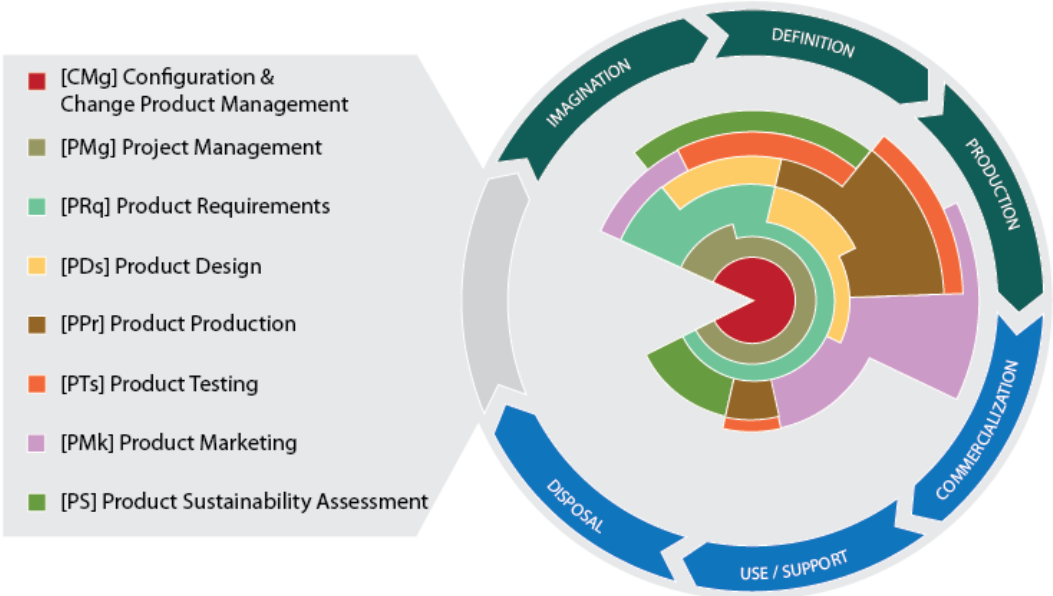 [CMg] Configuration &
Change Product Management
[PMg] Project Management
[PRq] Product Requirements
[PDs] Product Design
[PPr] Product Production
[PTs] Product Testing
[PMk] Product Marketing
[PS] Product Sustainability Assessment
IMAGINATION
DEFINITION
PRODUCTION
COMMERCIALIZATION
USE / SUPPORT
DISPOSAL